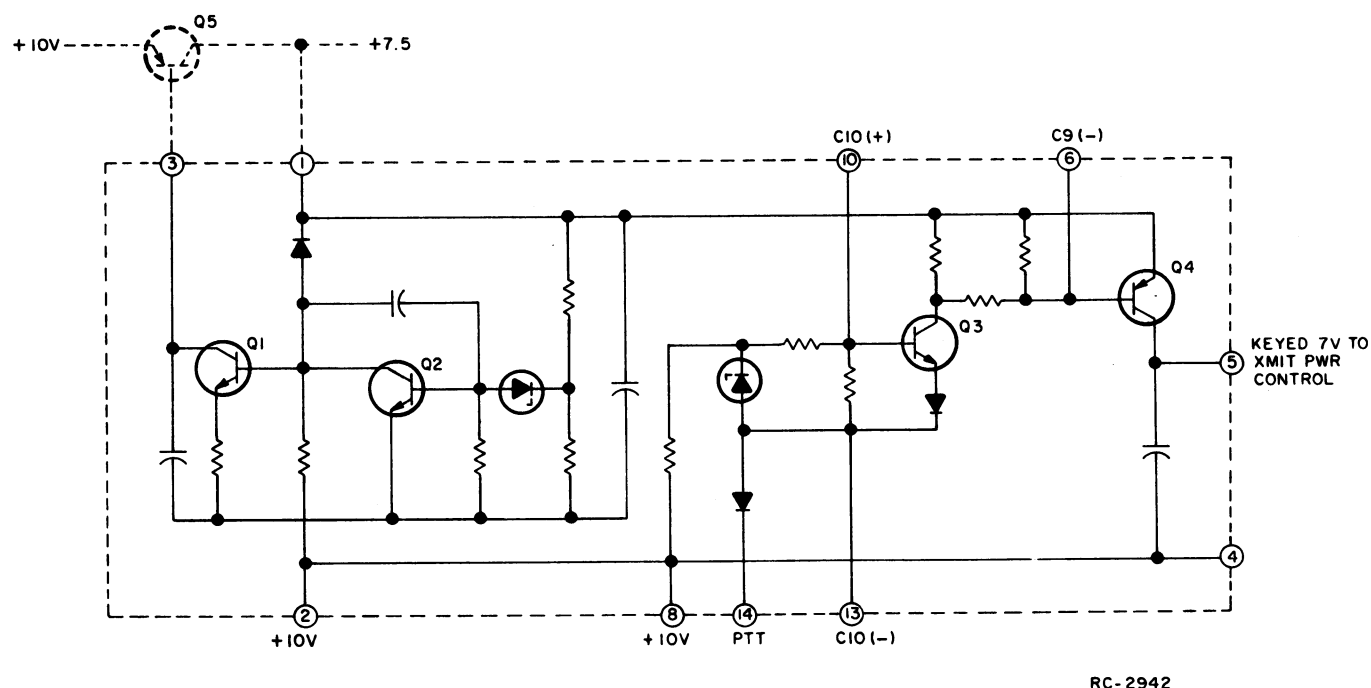 Q5
+10V
+7.5
C10(+)
C9(-)
3
1
10
6
Q4
Q3
Q1
Q2
5
KEYED 7V TO
XMIT PWR
CONTROL
4
2
8
14
13
+10V
+10V
PTT
C10(-)
RC-2942